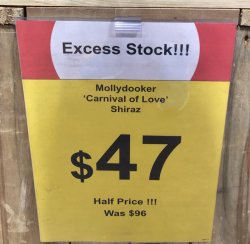 Excess Stock!!!
Mollydooker
'Carnival of Love'
Shiraz
$47
Half Price !!!
Was $96